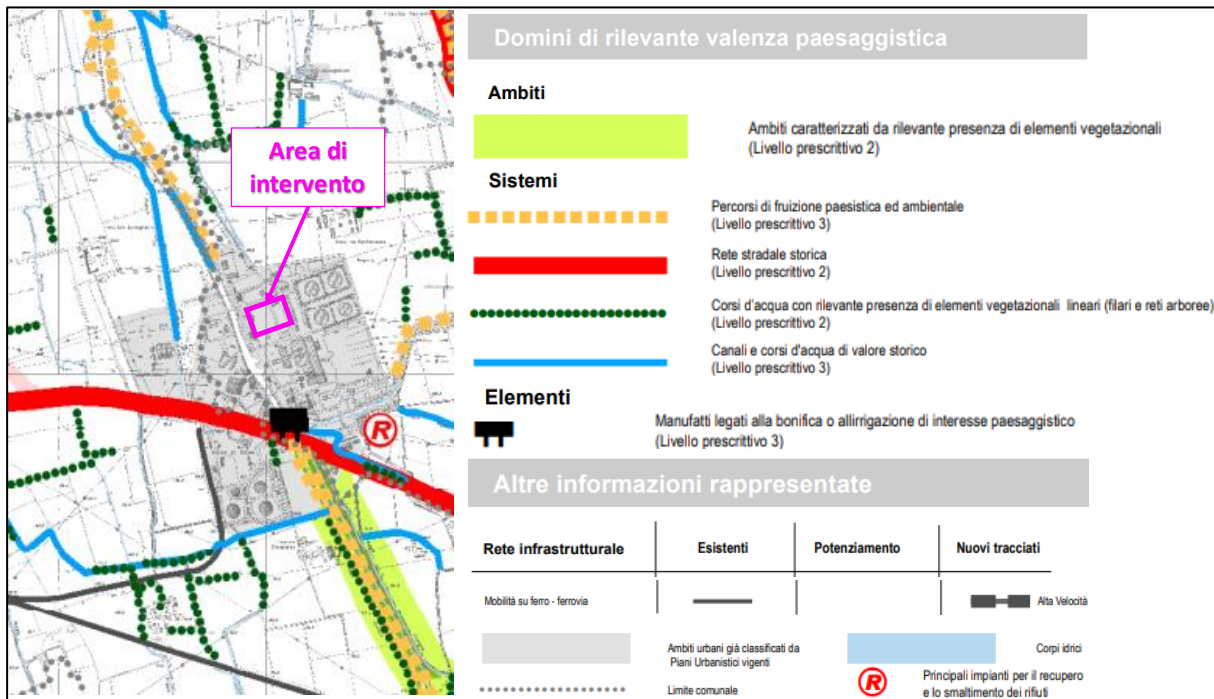 Area di
intervento
R
Domini di rilevante valenza paesaggistica
Ambiti
Ambiti caratterizzati da rilevante presenza di elementi vegetazionali
(Livello prescrittivo 2)
Sistemi
Percorsi di fruizione paesistica ed ambientale
(Livello prescrittivo 3)
Rete stradale storica
(Livello prescrittivo 2)
Corsi d'acqua con rilevante presenza di elementi vegetazionali lineari (filari e reti arboree)
(Livello prescrittivo 2)
Canali e corsi d'acqua di valore storico
(Livello prescrittivo 3)
Elementi
Manufatti legati alla bonifica o allirrigazione di interesse paesaggistico
(Livello prescrittivo 3)
Altre informazioni rappresentate
Rete infrastrutturale Esistenti Potenziamento Nuovi tracciati
Mobilità su ferro - ferrovia Alta Velocità
Ambiti urbani già classificati da
Piani Urbanistici vigenti
Corpi idrici
Limite comunale
R
Principali impianti per il recupero
e lo smaltimento dei rifiuti